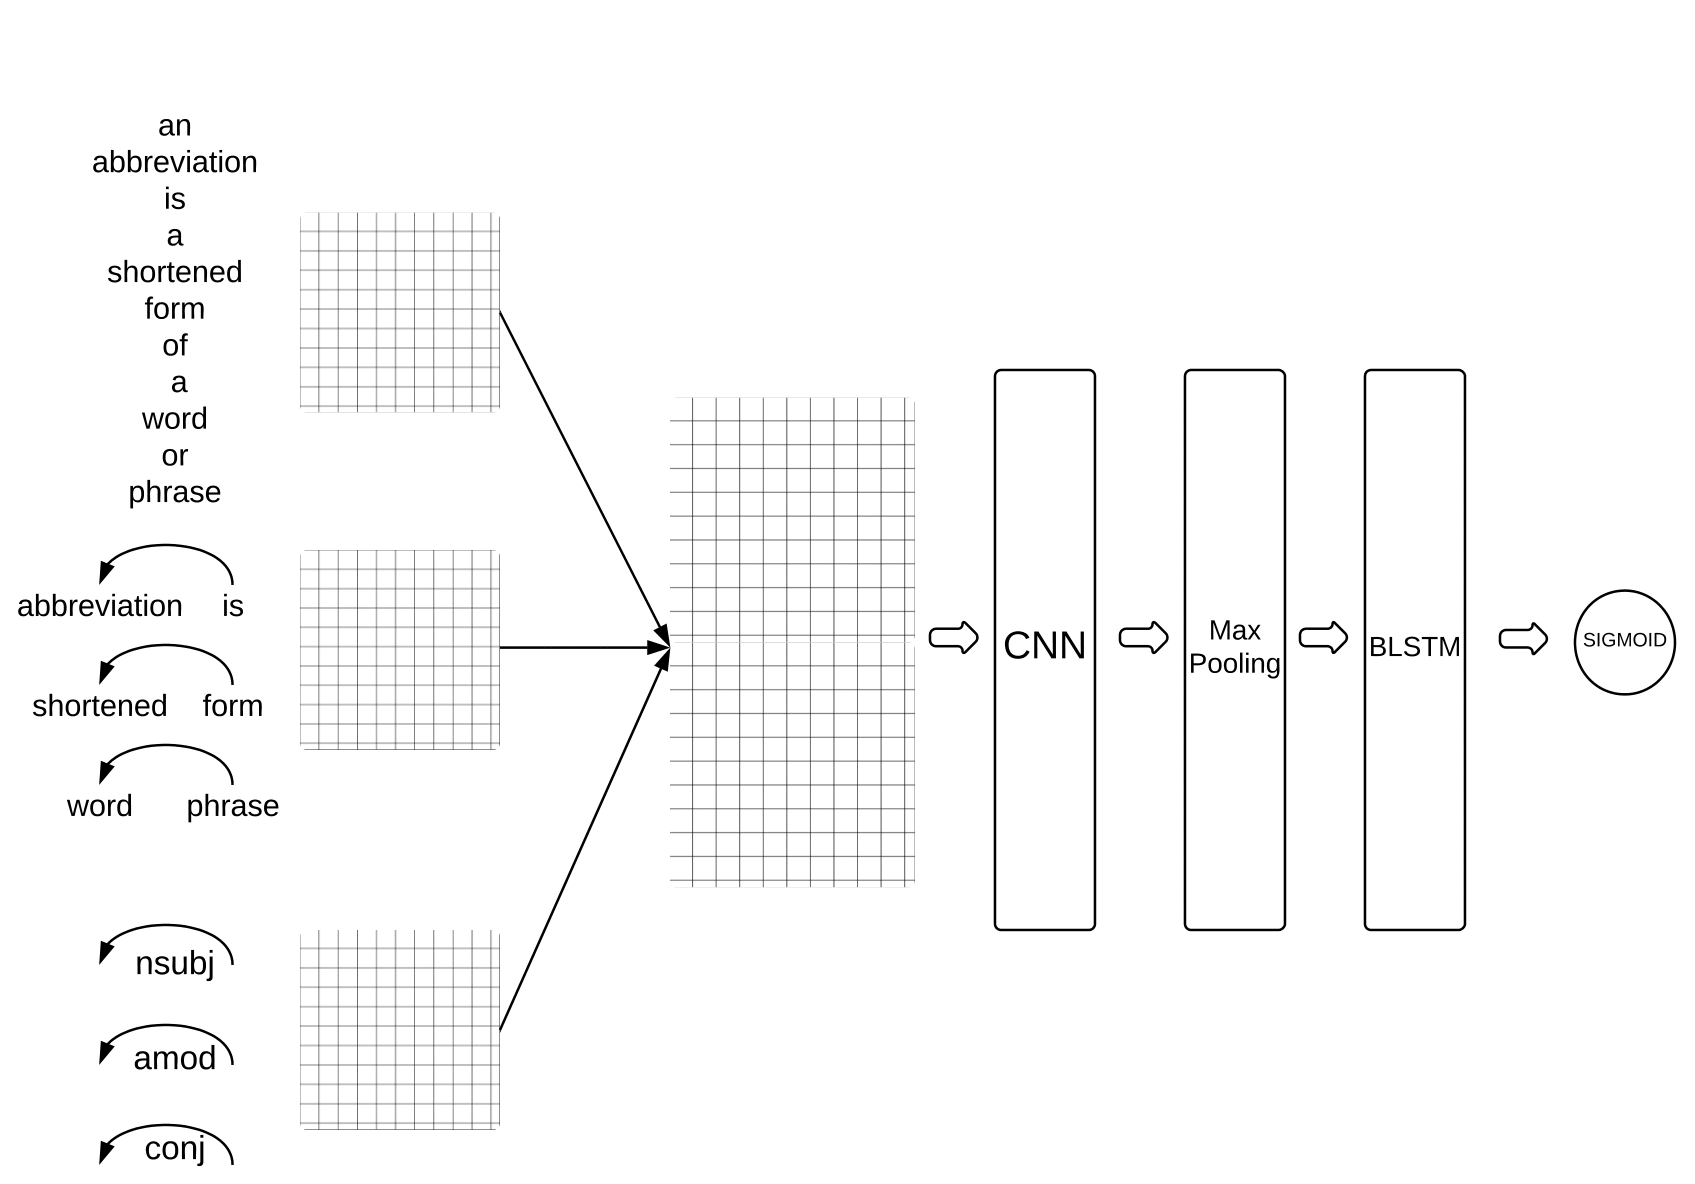 an
abbreviation
is
a
shortened
form
of
a
word
or
phrase
abbreviation is
shortened form
word phrase
nsubj
amod
conj
CNN
Max
Pooling
BLSTM
SIGMOID